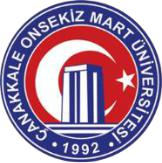 ÇANAKKALE ONSEKİZ MART ÜNİVERSİTESİ
• 1992 •